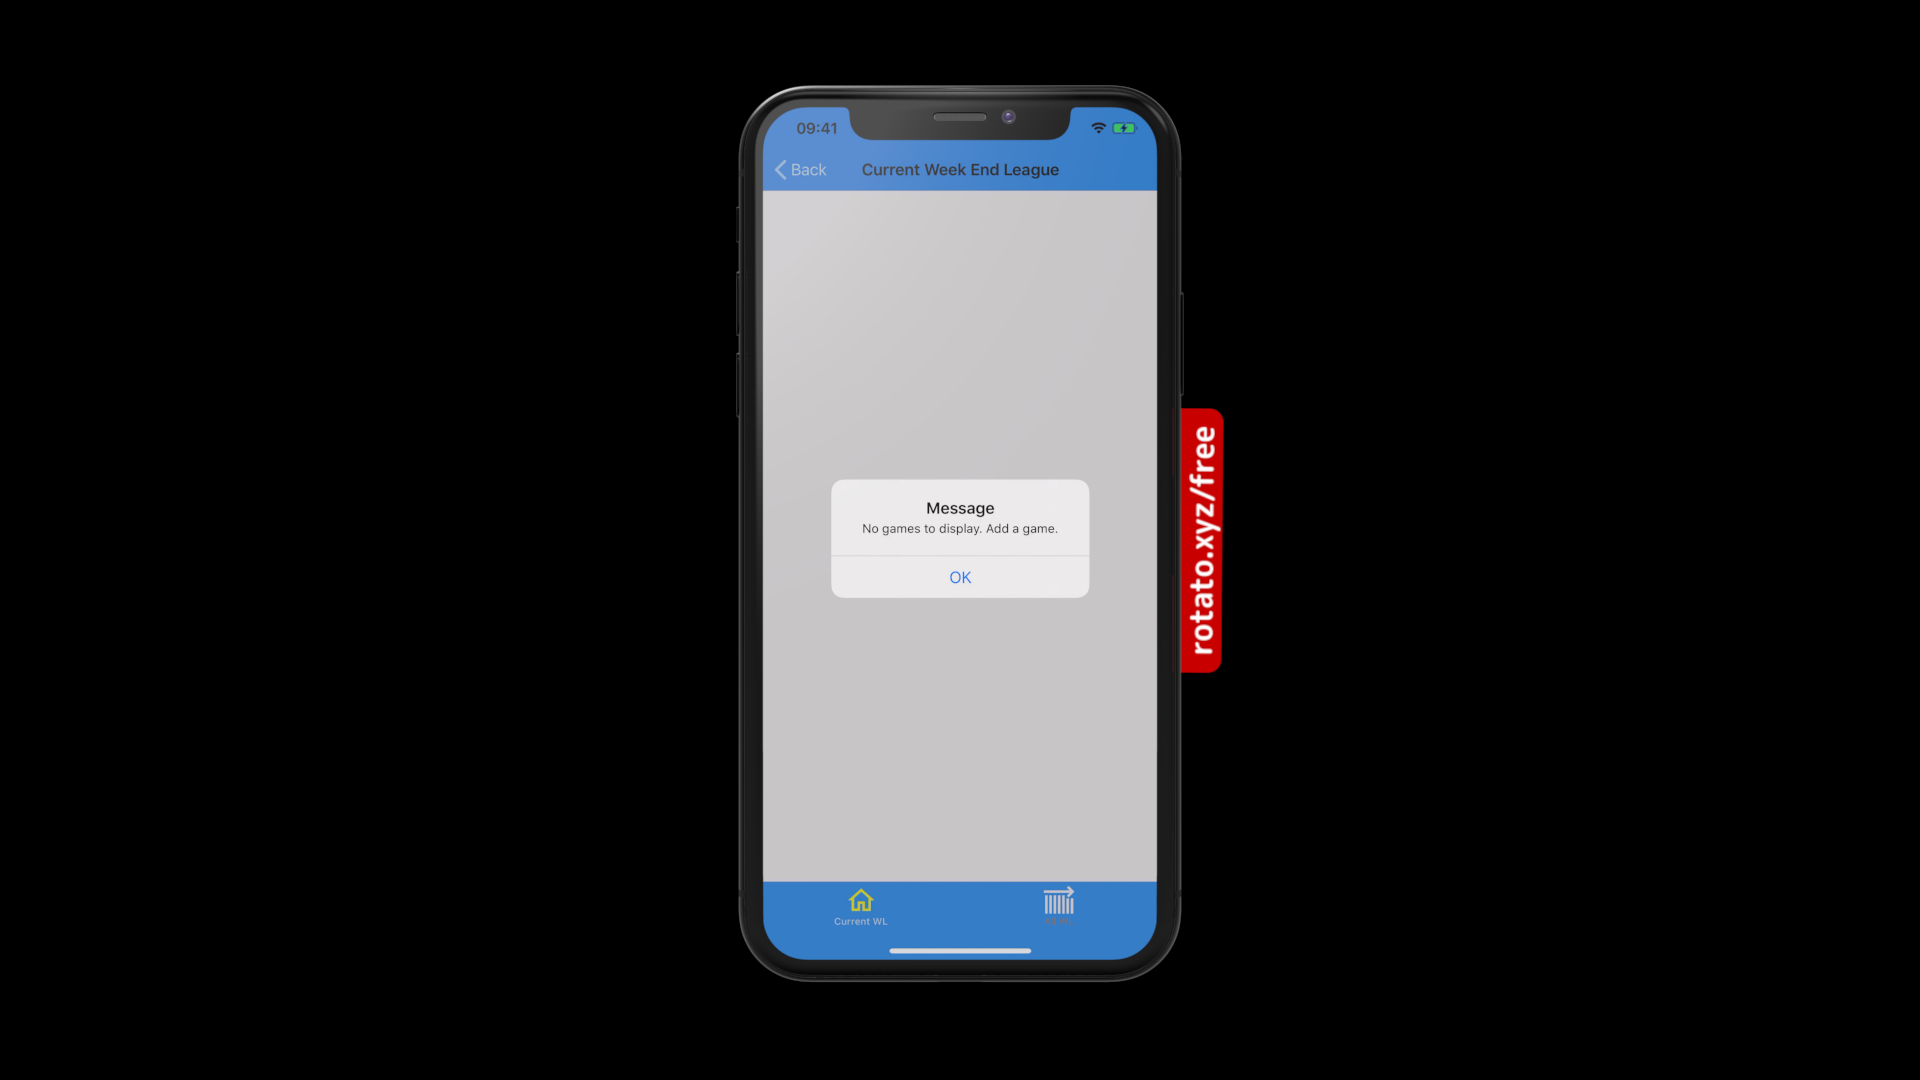 09:41
Back
Current Week End League
Message
No games to display. Add a game.
OK
Current WL
rotato.xyz/free